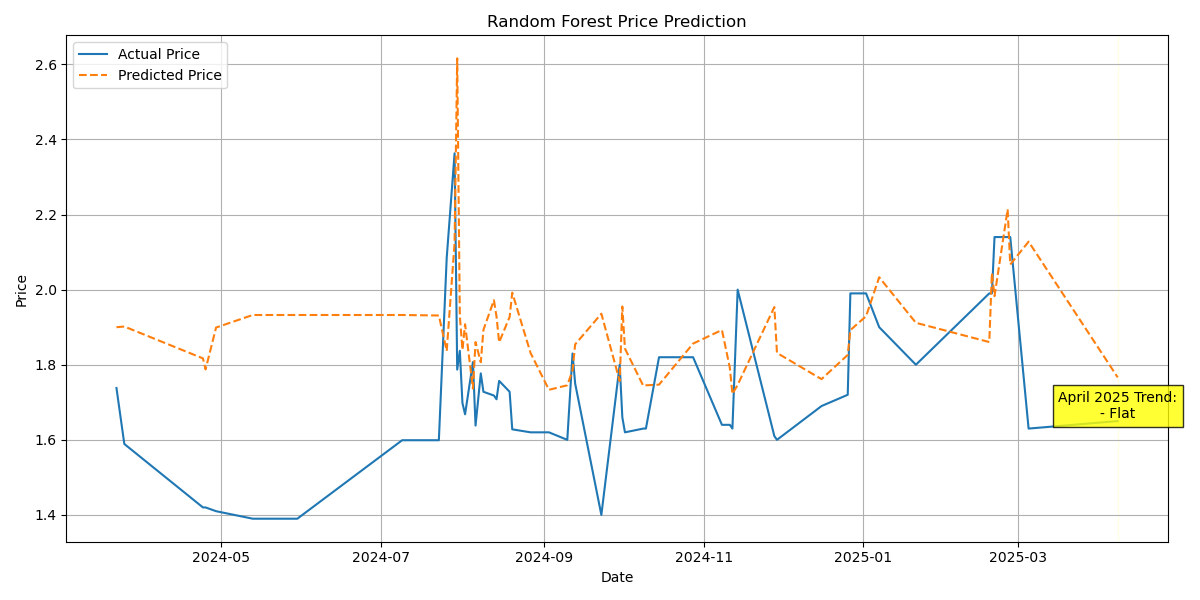 Random Forest Price Prediction
Actual Price
Predicted Price
Price
2.6
2.4
2.2
2.0
1.8
1.6
1.4
April 2025 Trend:
- Flat
2024-05
2024-07
2024-09
2024-11
2025-01
2025-03
Date